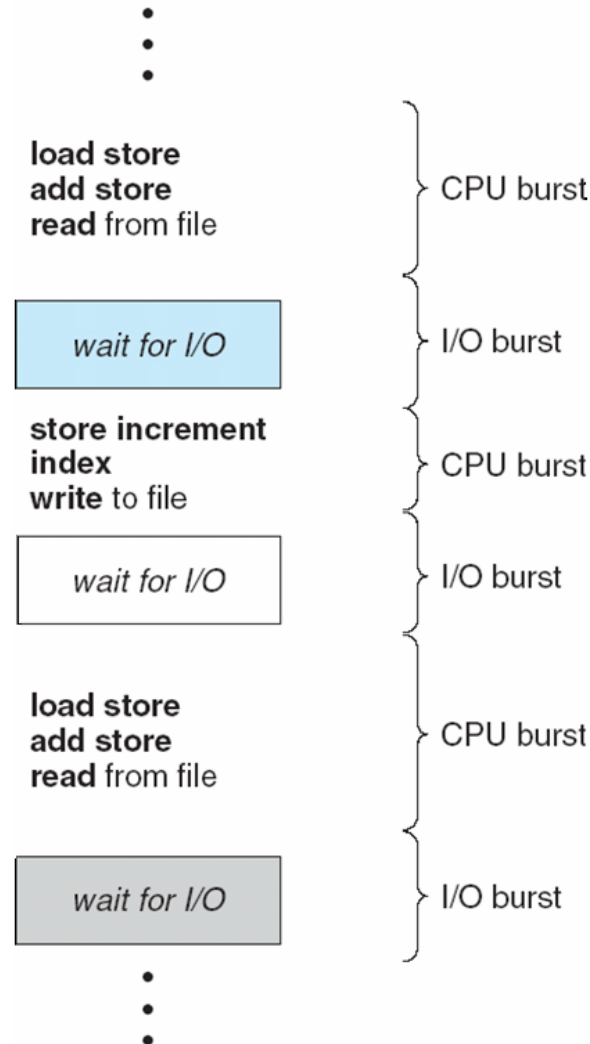 load store
add store
read from file
CPU burst
wait for I/O
I/O burst
store increment
index
write to file
CPU burst
wait for I/O
I/O burst
load store
add store
read from file
CPU burst
wait for I/O
I/O burst